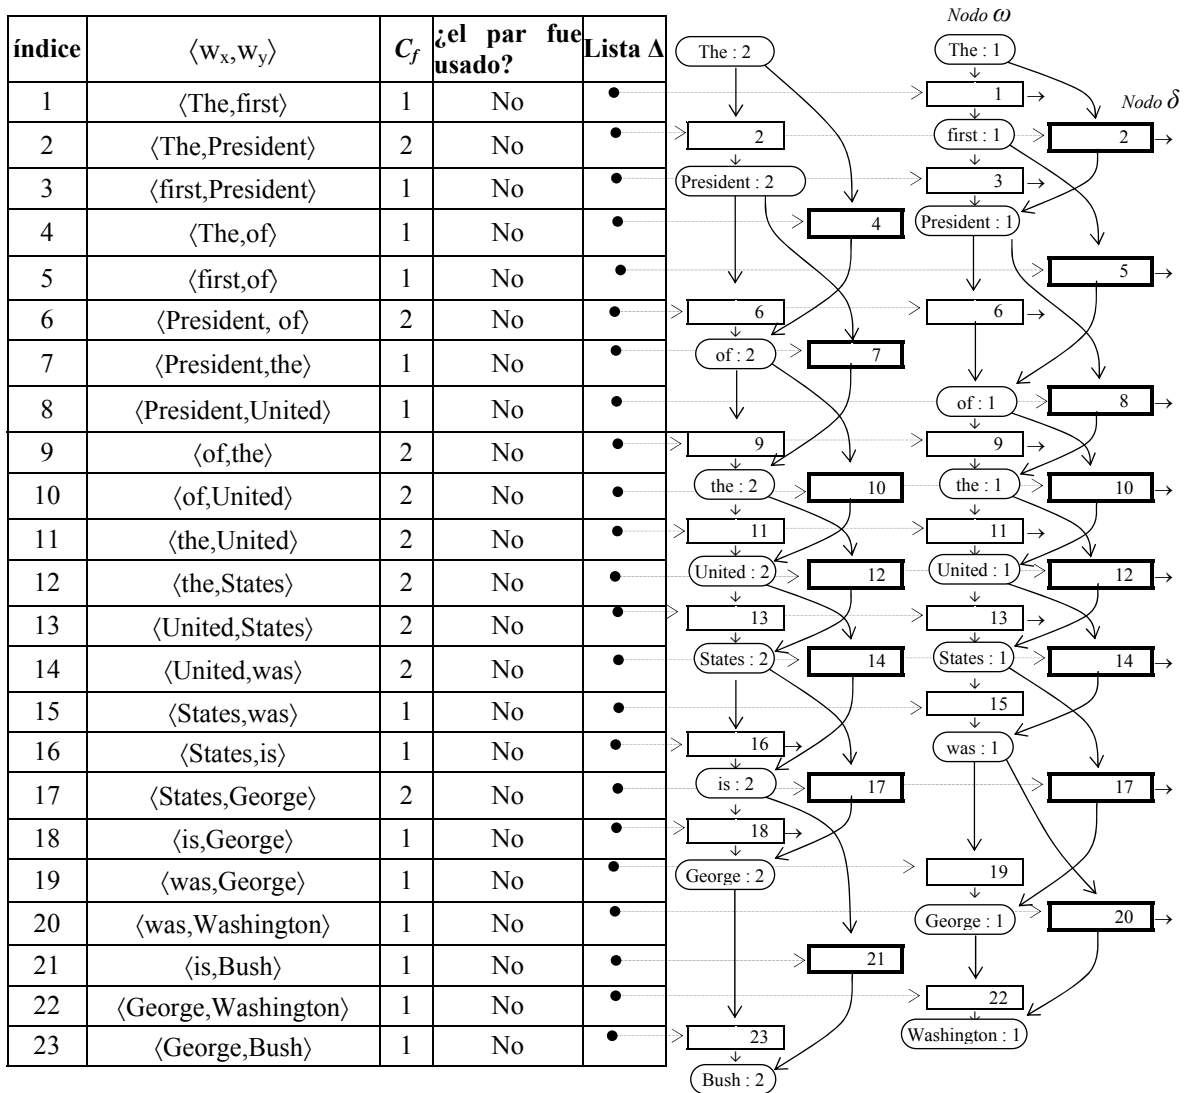 Nodo ω
índice ⟨wx,wy⟩ Cf ¿el par fue usado? Lista Δ The : 2 The : 1
1 ⟨The,first⟩ 1 No 1 Nodo δ
2 ⟨The,President⟩ 2 No 2 first : 1 2
3 ⟨first,President⟩ 1 No President : 2 3
4 ⟨The,of⟩ 1 No 4 President : 1
5 ⟨first,of⟩ 1 No 5
6 ⟨President, of⟩ 2 No 6 6
7 ⟨President,the⟩ 1 No of : 2 7
8 ⟨President,United⟩ 1 No of : 1 8
9 ⟨of,the⟩ 2 No 9 9
10 ⟨of,United⟩ 2 No the : 2 10 the : 1 10
11 ⟨the,United⟩ 2 No 11 11
12 ⟨the,States⟩ 2 No United : 2 12 United : 1 12
13 ⟨United,States⟩ 2 No 13 13
14 ⟨United,was⟩ 2 No States : 2 14 States : 1 14
15 ⟨States,was⟩ 1 No 15
16 ⟨States,is⟩ 1 No 16 was : 1
17 ⟨States,George⟩ 2 No is : 2 17 17
18 ⟨is,George⟩ 1 No 18
19 ⟨was,George⟩ 1 No George : 2 19
20 ⟨was,Washington⟩ 1 No George : 1 20
21 ⟨is,Bush⟩ 1 No 21
22 ⟨George,Washington⟩ 1 No 22
23 ⟨George,Bush⟩ 1 No 23 Washington : 1
Bush : 2